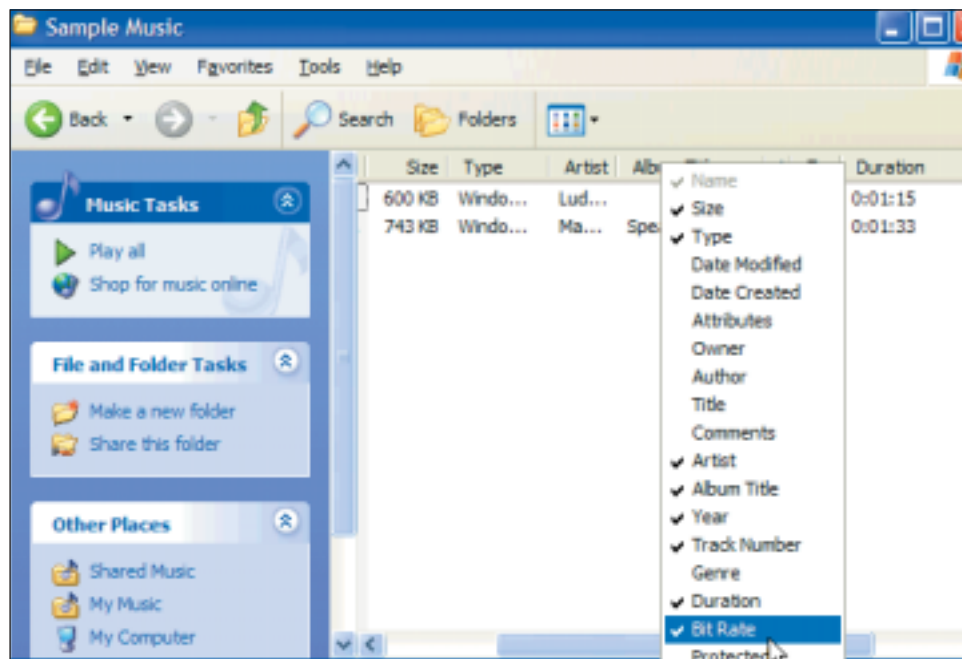 Sample Music
File Edit View Favorites Tools Help
Back Search Folders
Size Type Artist Duration
600 KB Windo... Lud... 0:01:15
743 KB Windo... Ma... 0:01:33
Music Tasks
Play all
Shop for music online
File and Folder Tasks
Make a new folder
Share this folder
Other Places
Shared Music
My Music
My Computer
Name
Size
Type
Date Modified
Date Created
Attributes
Owner
Author
Title
Comments
Artist
Album Title
Year
Track Number
Genre
Duration
Bit Rate
Protected